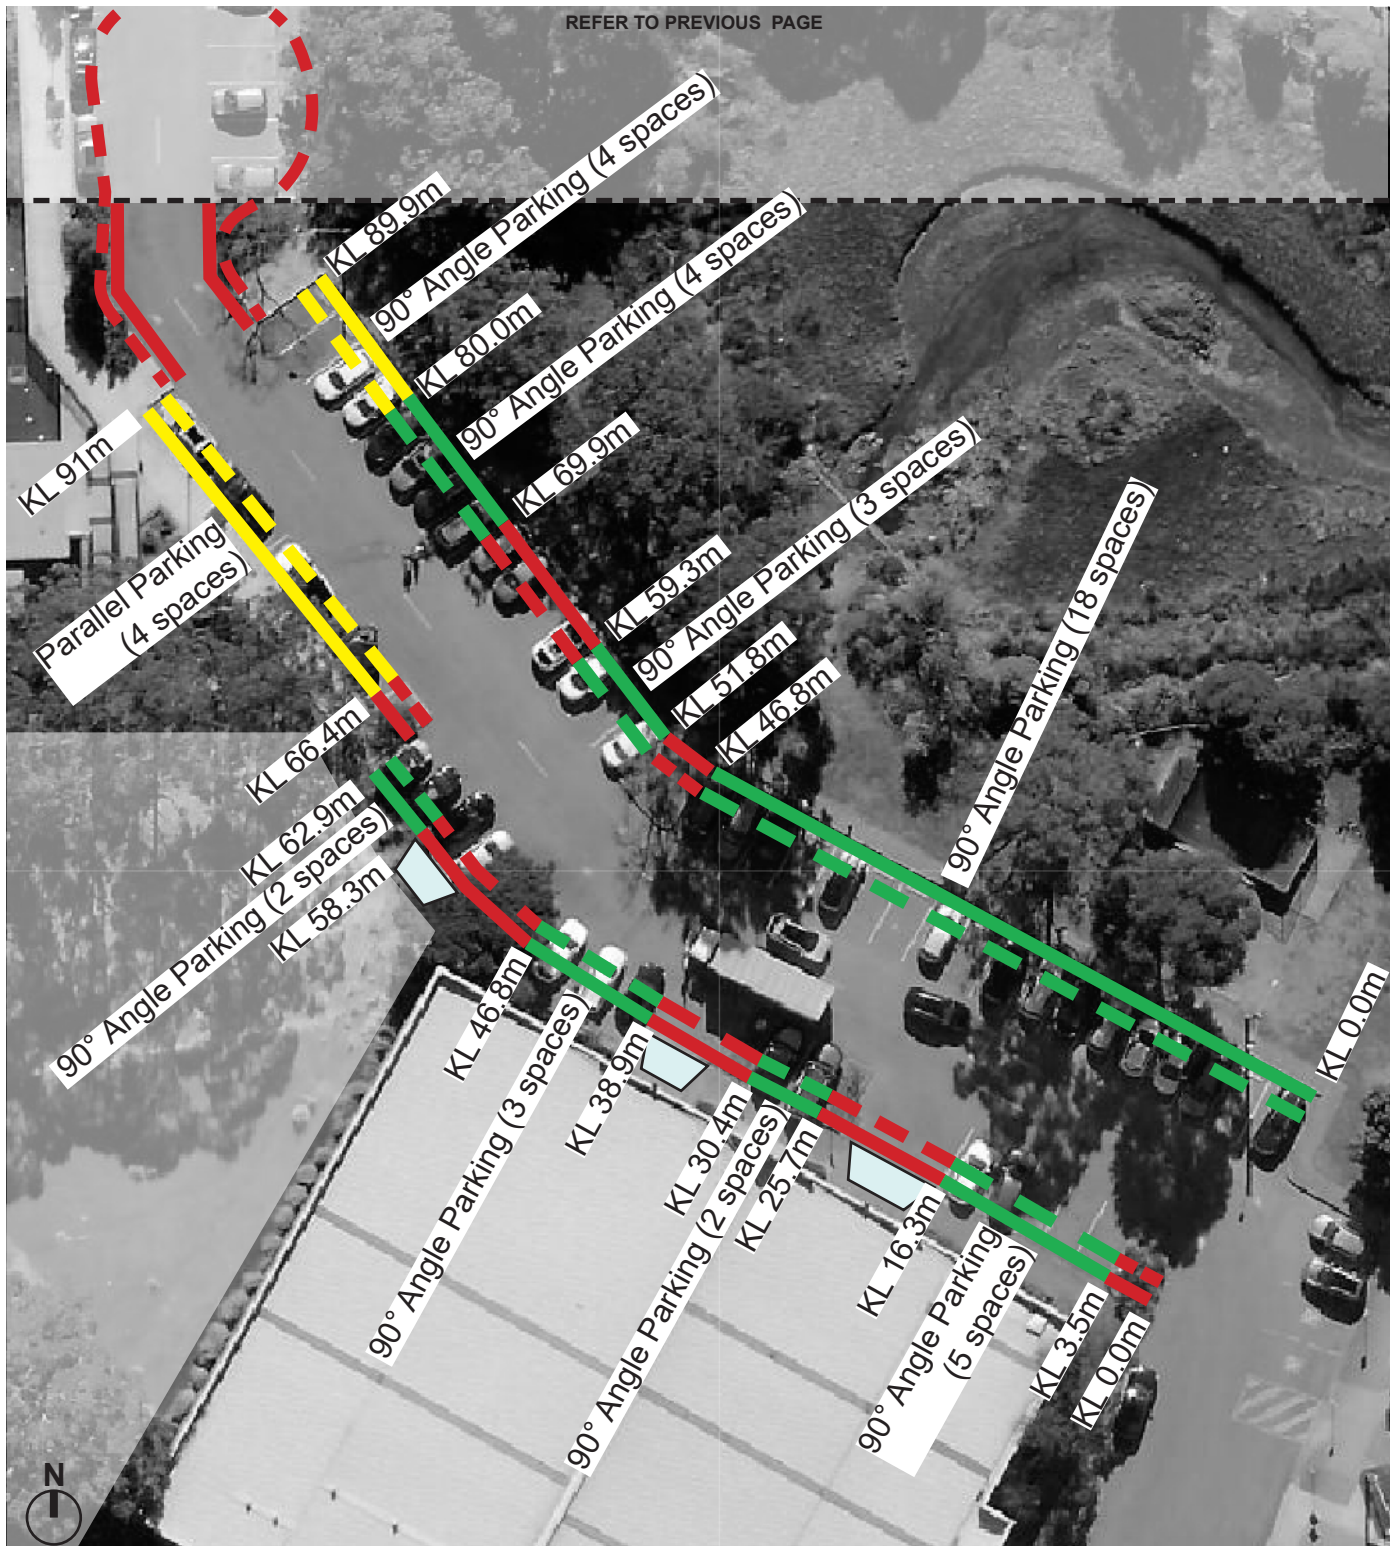 REFER TO PREVIOUS PAGE
KL 89.9m
90° Angle Parking (4 spaces)
KL 80.0m
90° Angle Parking (4 spaces)
KL 69.9m
KL 59.3m
90° Angle Parking (3 spaces)
KL 51.8m
KL 46.8m
90° Angle Parking (18 spaces)
KL 0.0m
KL 91m
Parallel Parking
(4 spaces)
KL 66.4m
KL 62.9m
90° Angle Parking (2 spaces)
KL 58.3m
KL 46.8m
90° Angle Parking (3 spaces)
KL 38.9m
KL 30.4m
90° Angle Parking (2 spaces)
KL 25.7m
KL 16.3m
90° Angle Parking
(5 spaces)
KL 3.5m
KL 0.0m
N